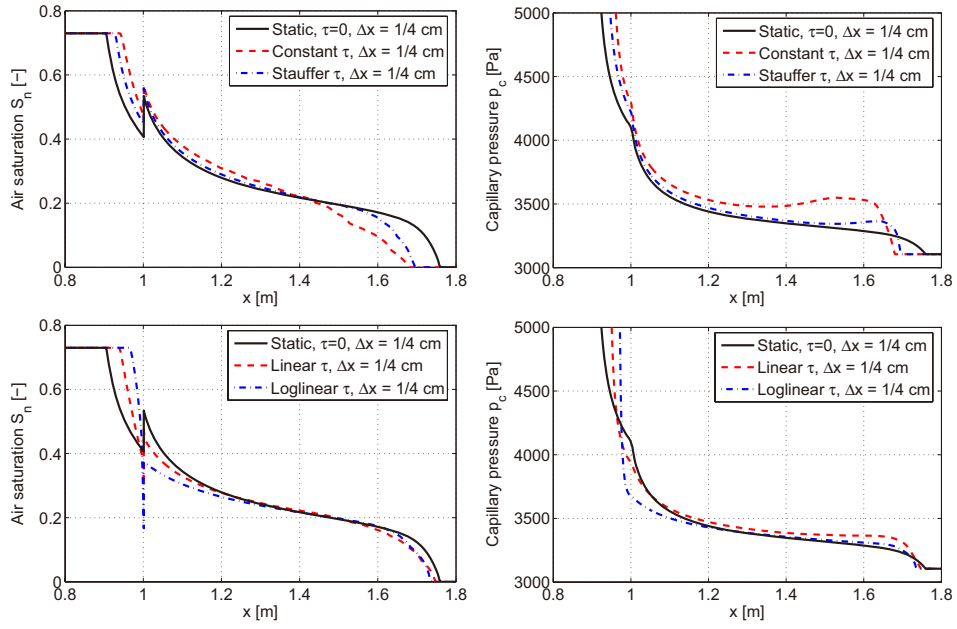 0.8
0.6
0.4
0.2
0
Air saturation Sn [−]
Static, τ=0, Δx = 1/4 cm
Constant τ, Δx = 1/4 cm
Stauffer τ, Δx = 1/4 cm
0.8 1 1.2 1.4 1.6 1.8
x [m]
5000
4500
4000
3500
3000
Capillary pressure pc [Pa]
Static, τ=0, Δx = 1/4 cm
Constant τ, Δx = 1/4 cm
Stauffer τ, Δx = 1/4 cm
0.8 1 1.2 1.4 1.6 1.8
x [m]
0.8
0.6
0.4
0.2
0
Air saturation Sn [−]
Static, τ=0, Δx = 1/4 cm
Linear τ, Δx = 1/4 cm
Loglinear τ, Δx = 1/4 cm
0.8 1 1.2 1.4 1.6 1.8
x [m]
5000
4500
4000
3500
3000
Capillary pressure pc [Pa]
Static, τ=0, Δx = 1/4 cm
Linear τ, Δx = 1/4 cm
Loglinear τ, Δx = 1/4 cm
0.8 1 1.2 1.4 1.6 1.8
x [m]